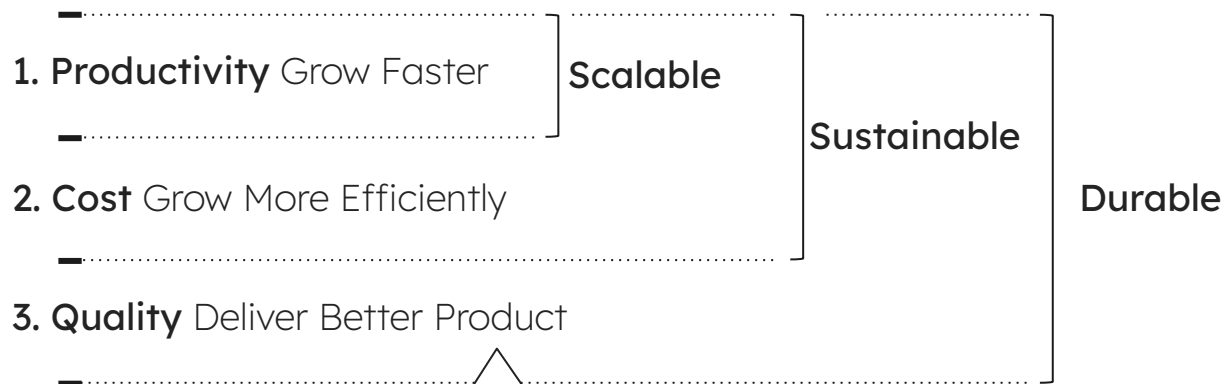 1. Productivity Grow Faster
Scalable
Sustainable
2. Cost Grow More Efficiently
Durable
3. Quality Deliver Better Product